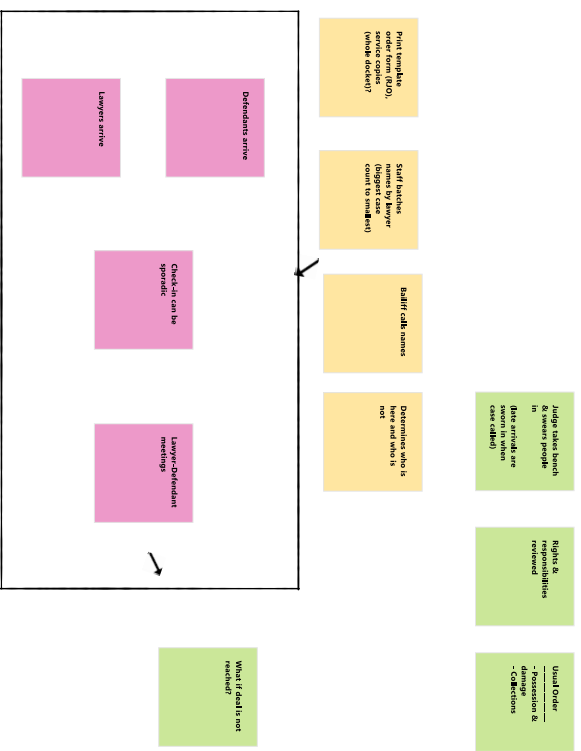 Judge takes bench
& swears people
in
(late arrivals are
sworn in when
case called)
Rights &
responsibilities
reviewed
Usual Order
——————
- Possession &
damage
- Collections
Print template
order form (RJO),
service copies
(whole docket)?
Staff batches
names by lawyer
(biggest case
count to smallest)
Bailiff calls names
Determines who is
here and who is
not
Defendants arrive
Lawyers arrive
Check-in can be
sporadic
Lawyer-Defendant
meetings
What if deal is not
reached?